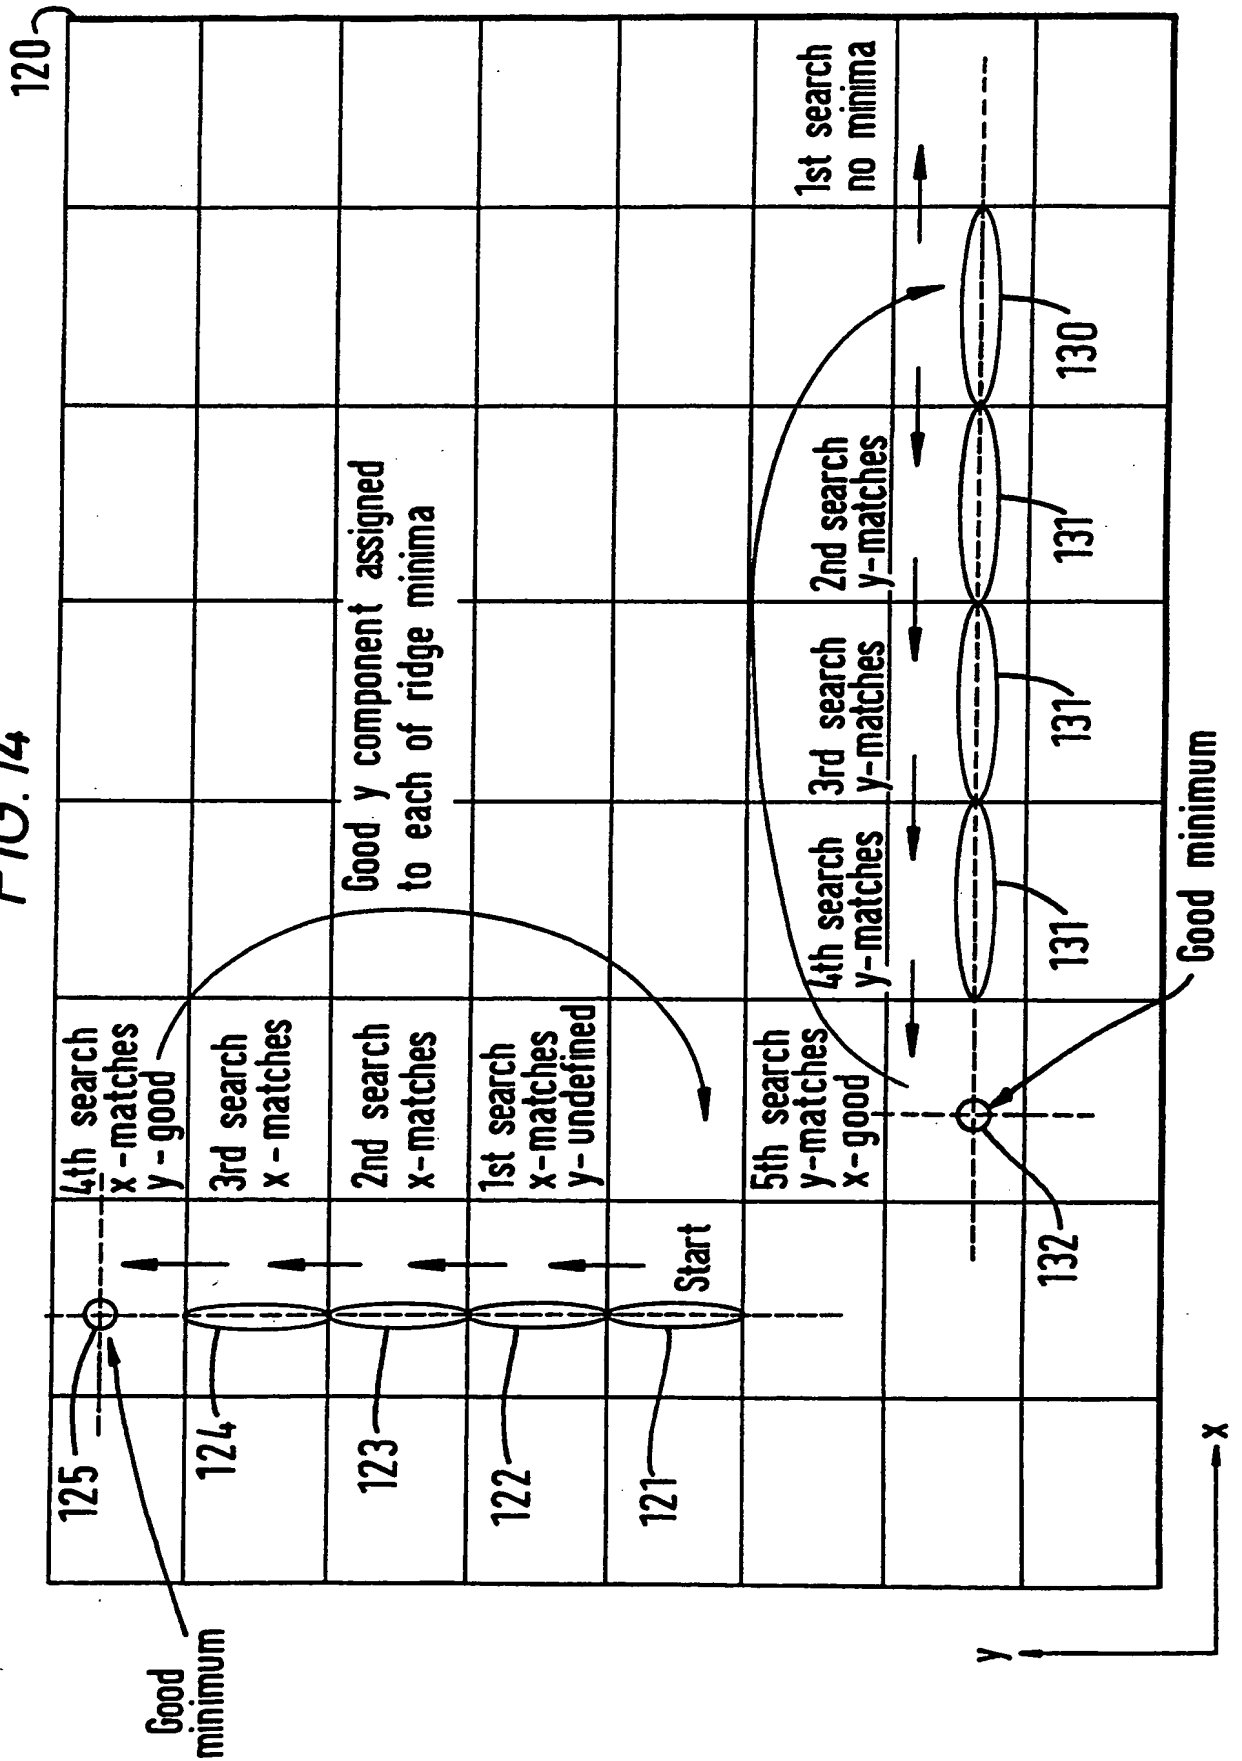 FIG. 14
120
Good
minimum
125
4th search
x-matches
y-good
124
3rd search
x-matches
123
2nd search
x-matches
122
1st search
x-matches
y-undefined
121
Start
Good y component assigned
to each of ridge minima
1st search
no minima
2nd search
y-matches
3rd search
y-matches
4th search
y-matches
5th search
y-matches
x-good
132
131
131
131
130
Good minimum
y
x